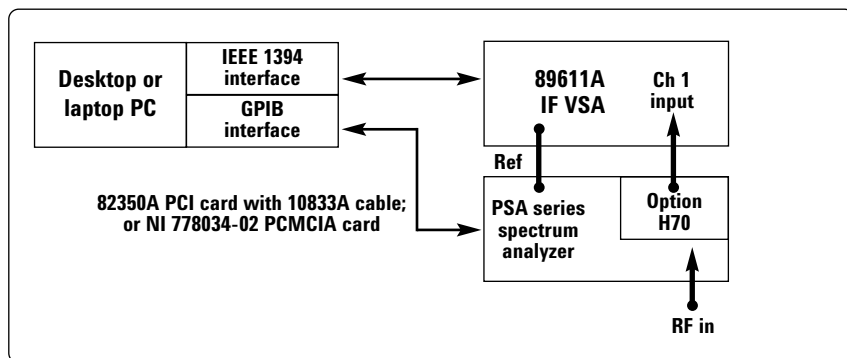 Desktop or
laptop PC
IEEE 1394
interface
GPIB
interface
89611A
IF VSA
Ch 1
input
Ref
82350A PCI card with 10833A cable;
or NI 778034-02 PCMCIA card
PSA series
spectrum
analyzer
Option
H70
RF in